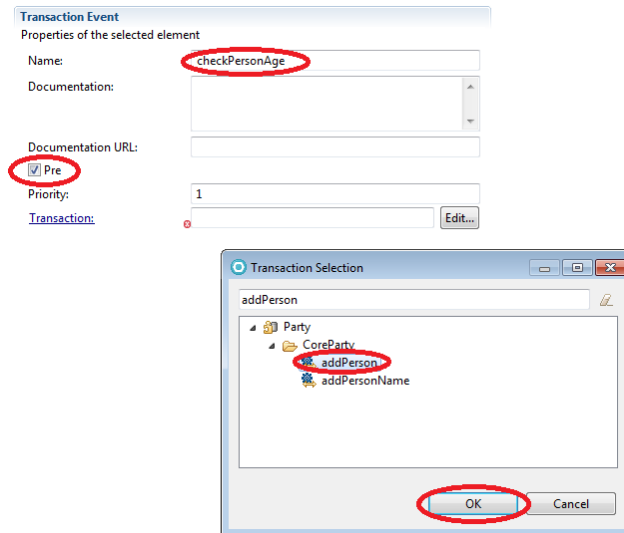 Transaction Event
Properties of the selected element
Name: checkPersonAge
Documentation:
Documentation URL:
Pre
Priority: 1
Transaction: Edit...
Transaction Selection
addPerson
Party
CoreParty
addPerson
addPersonName
OK Cancel